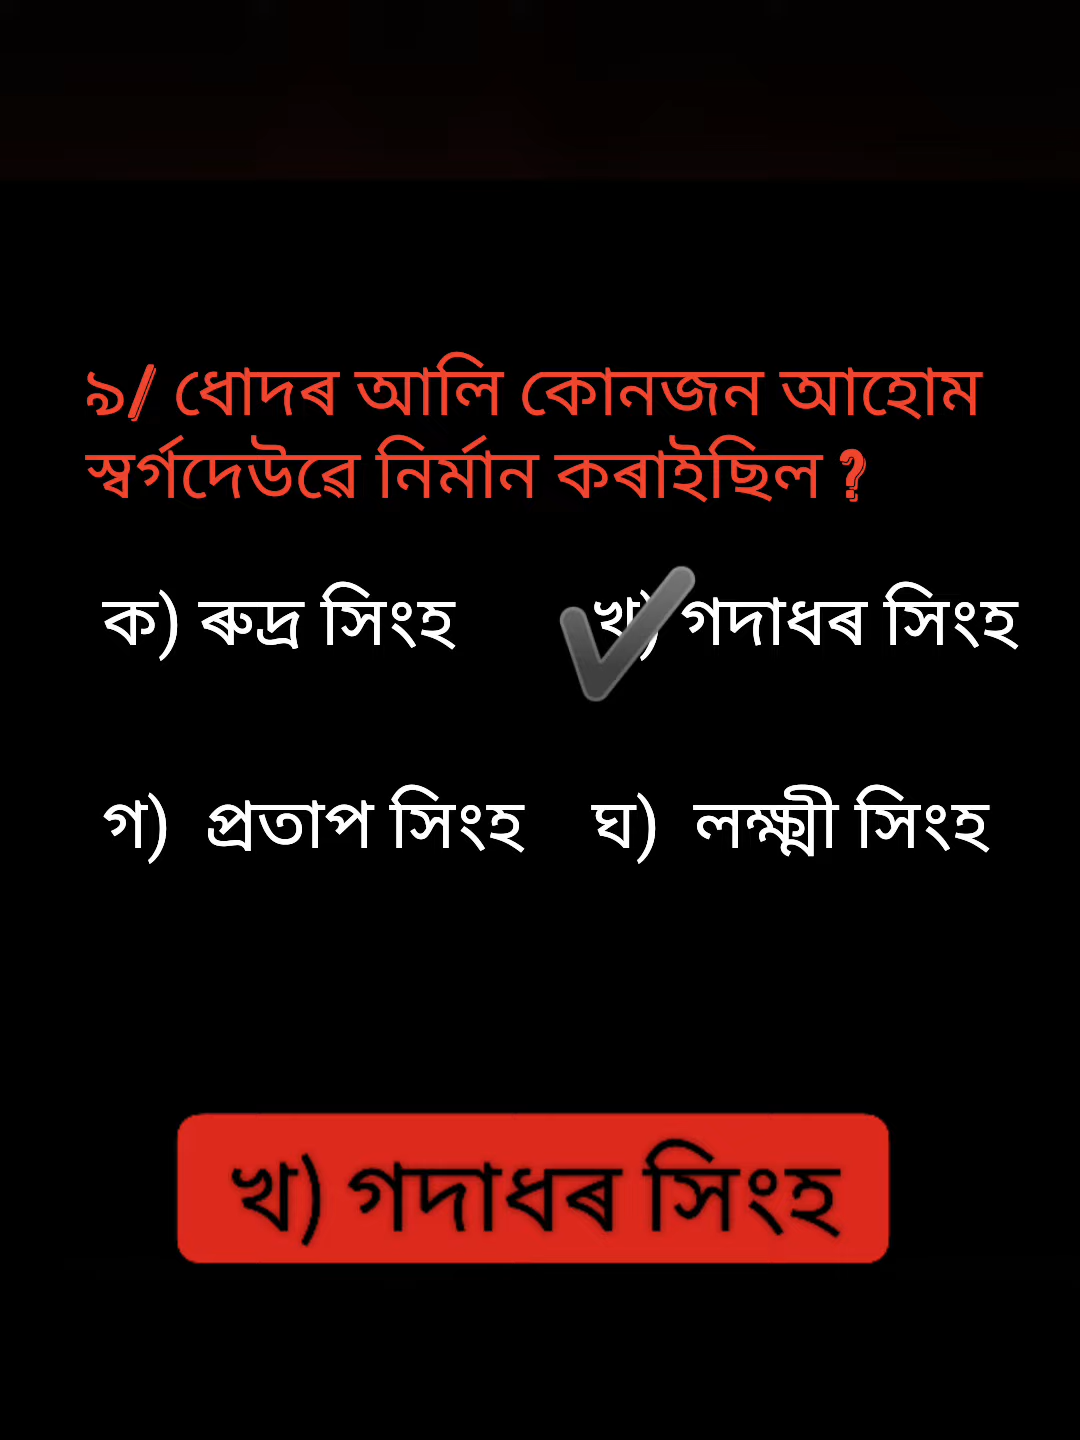 ৯/ ধোদৰ আলি কোনজন আহোম
স্বৰ্গদেউৱে নিৰ্মান কৰাইছিল ?
ক) ৰুদ্ৰ সিংহ খ) গদাধৰ সিংহ
গ) প্ৰতাপ সিংহ ঘ) লক্ষ্মী সিংহ
খ) গদাধৰ সিংহ